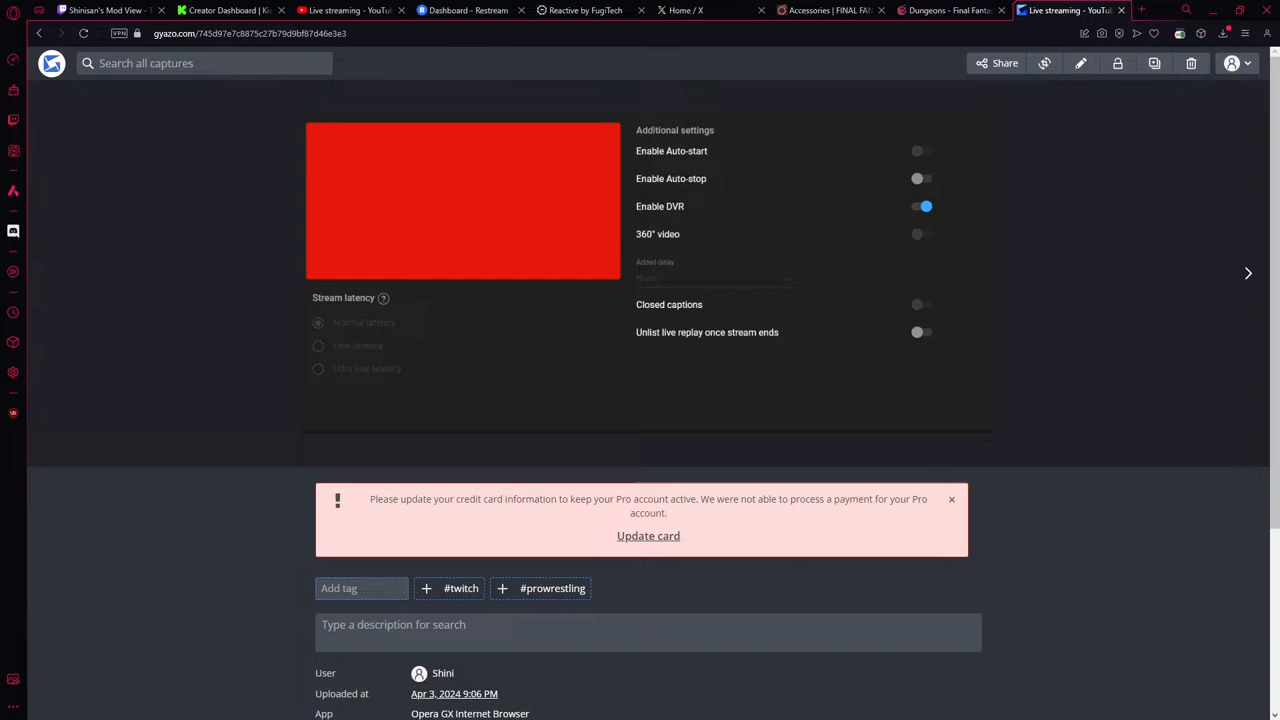 Shinisan's Mod View - T
Creator Dashboard | Kic
Live streaming - YouTu
Dashboard - Restream
Reactive by FugiTech
Home / X
Accessories | FINAL FAN
Dungeons - Final Fantas
Live streaming - YouTu
VPN
gyazo.com/745d97e7c8875c27b79d9bf87d46e3e3
Search all captures
Share
Additional settings
Enable Auto-start
Enable Auto-stop
Enable DVR
360° video
Added delay
None
Closed captions
Unlist live replay once stream ends
Stream latency ?
Normal latency
Low-latency
Ultra low-latency
Please update your credit card information to keep your Pro account active. We were not able to process a payment for your Pro
account.
Update card
Add tag
#twitch
#prowrestling
Type a description for search
User
Shini
Uploaded at
Apr 3, 2024 9:06 PM
App
Opera GX Internet Browser